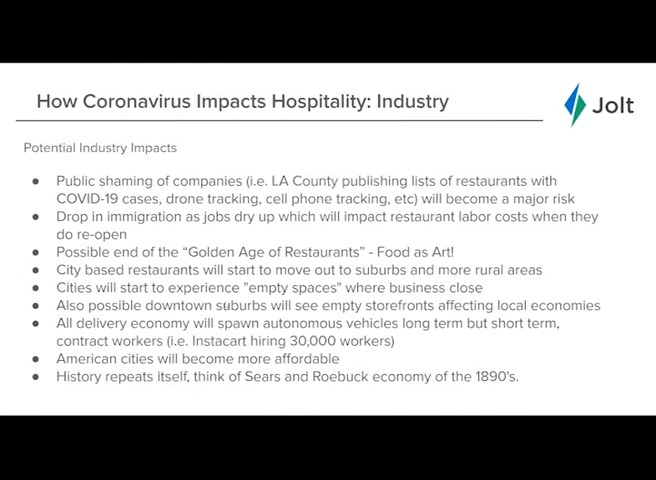 How Coronavirus Impacts Hospitality: Industry
Jolt
Potential Industry Impacts
● Public shaming of companies (i.e. LA County publishing lists of restaurants with
COVID-19 cases, drone tracking, cell phone tracking, etc) will become a major risk
● Drop in immigration as jobs dry up which will impact restaurant labor costs when they
do re-open
● Possible end of the “Golden Age of Restaurants” - Food as Art!
● City based restaurants will start to move out to suburbs and more rural areas
● Cities will start to experience "empty spaces" where business close
● Also possible downtown suburbs will see empty storefronts affecting local economies
● All delivery economy will spawn autonomous vehicles long term but short term,
contract workers (i.e. Instacart hiring 30,000 workers)
● American cities will become more affordable
● History repeats itself, think of Sears and Roebuck economy of the 1890's.